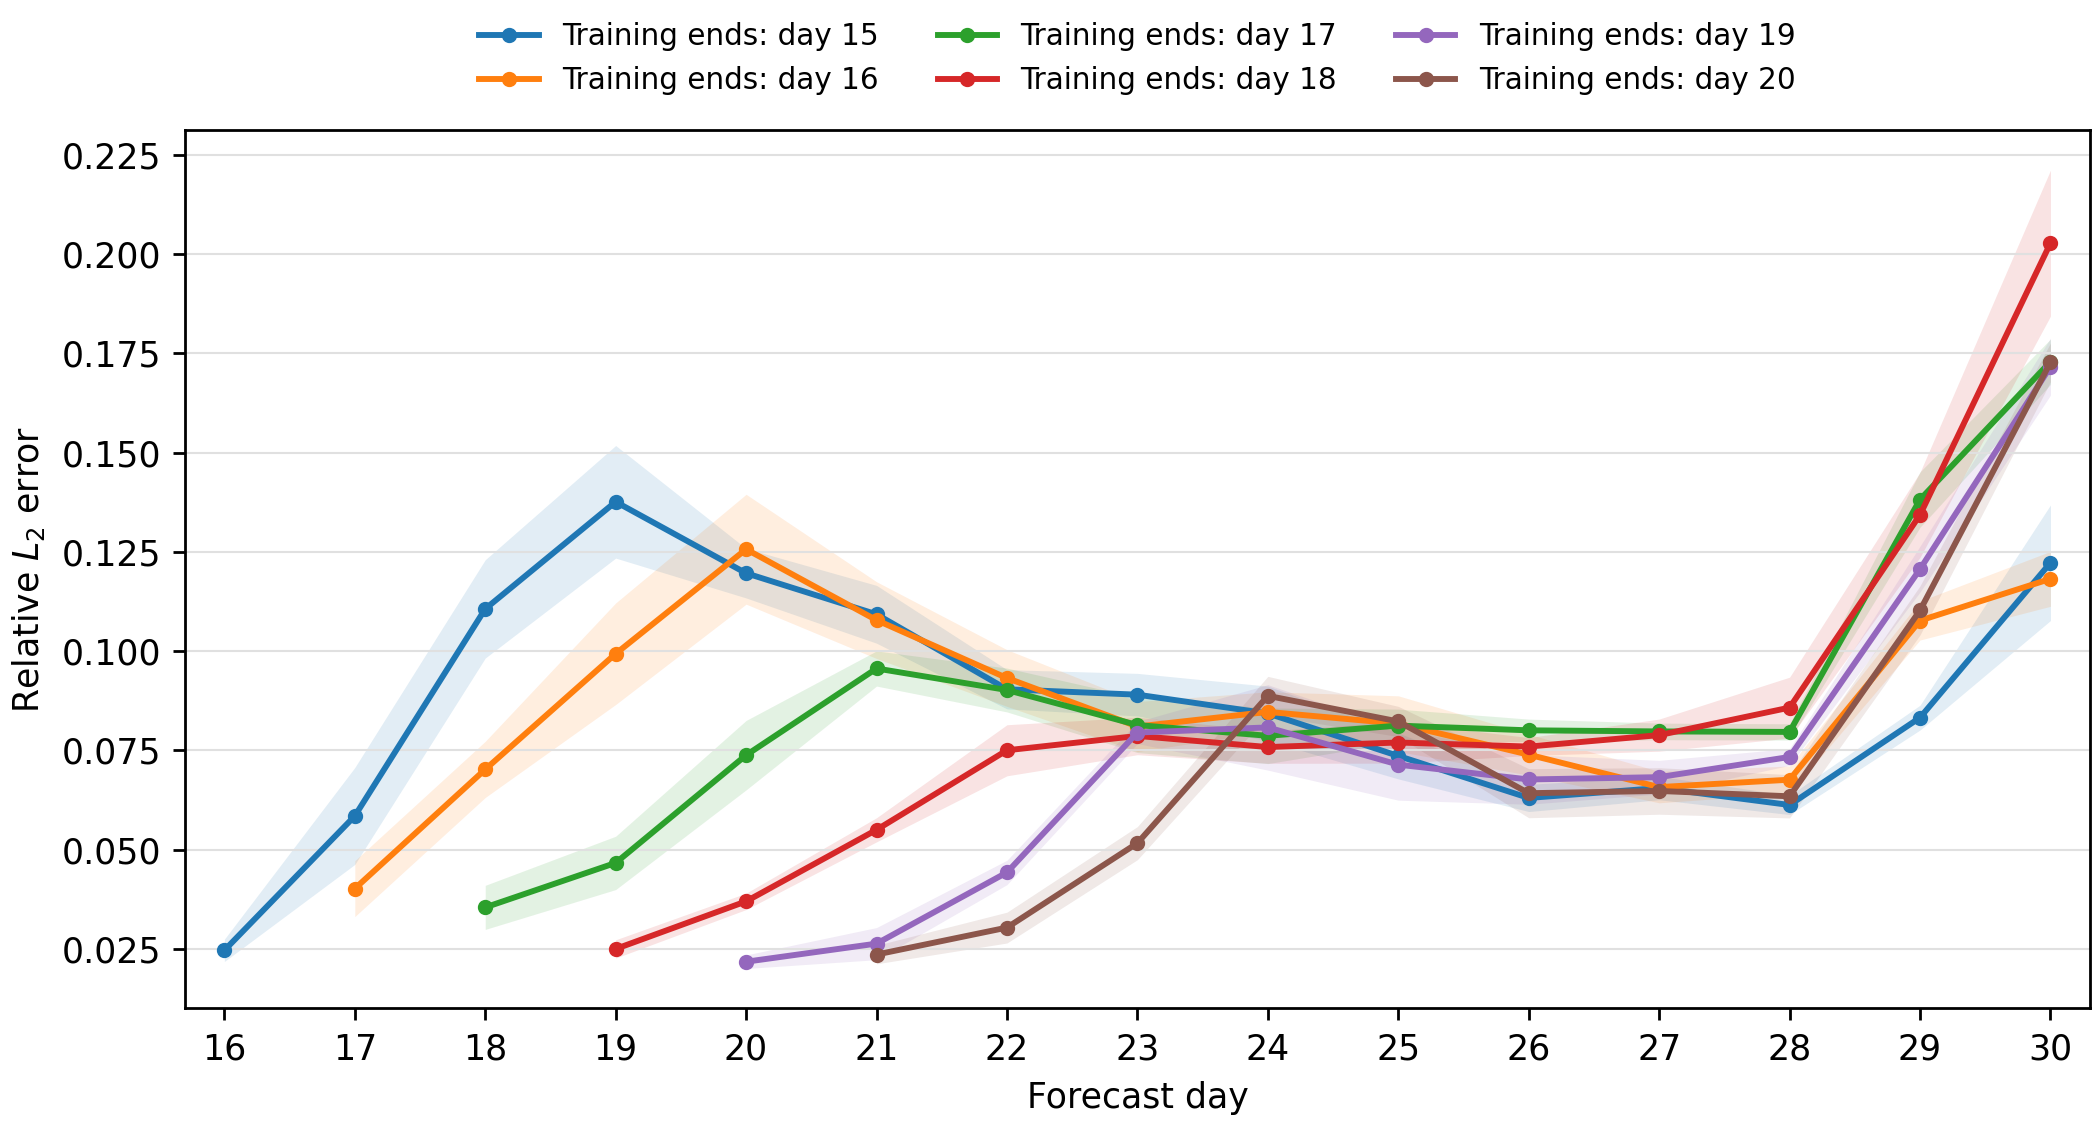 Training ends: day 15 Training ends: day 17 Training ends: day 19
Training ends: day 16 Training ends: day 18 Training ends: day 20
0.225
0.200
0.175
0.150
0.125
0.100
0.075
0.050
0.025
Relative L₂ error
16 17 18 19 20 21 22 23 24 25 26 27 28 29 30
Forecast day